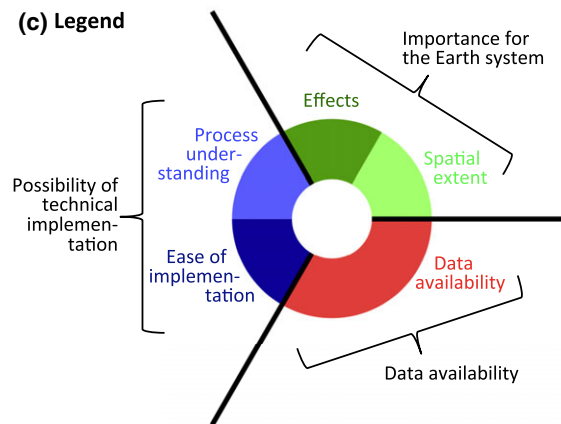 (c) Legend
Importance for
the Earth system
Effects
Process
under-
standing
Spatial
extent
Possibility of
technical
implemen-
tation
Ease of
implemen-
tation
Data
availability
Data availability